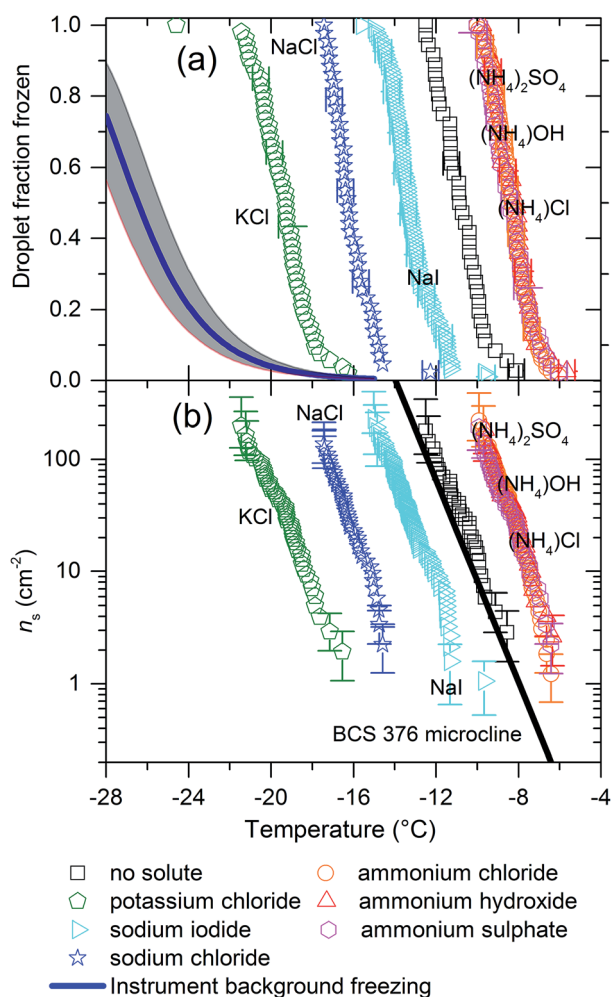 (a)
NaCl
(NH₄)₂SO₄
(NH₄)OH
(NH₄)Cl
KCl
NaI
Droplet fraction frozen
1.0
0.8
0.6
0.4
0.2
0.0
(b)
NaCl
(NH₄)₂SO₄
(NH₄)OH
(NH₄)Cl
KCl
NaI
BCS 376 microcline
nₛ (cm⁻²)
100
10
1
-28 -24 -20 -16 -12 -8 -4
Temperature (°C)
no solute
ammonium chloride
potassium chloride
ammonium hydroxide
sodium iodide
ammonium sulphate
sodium chloride
Instrument background freezing